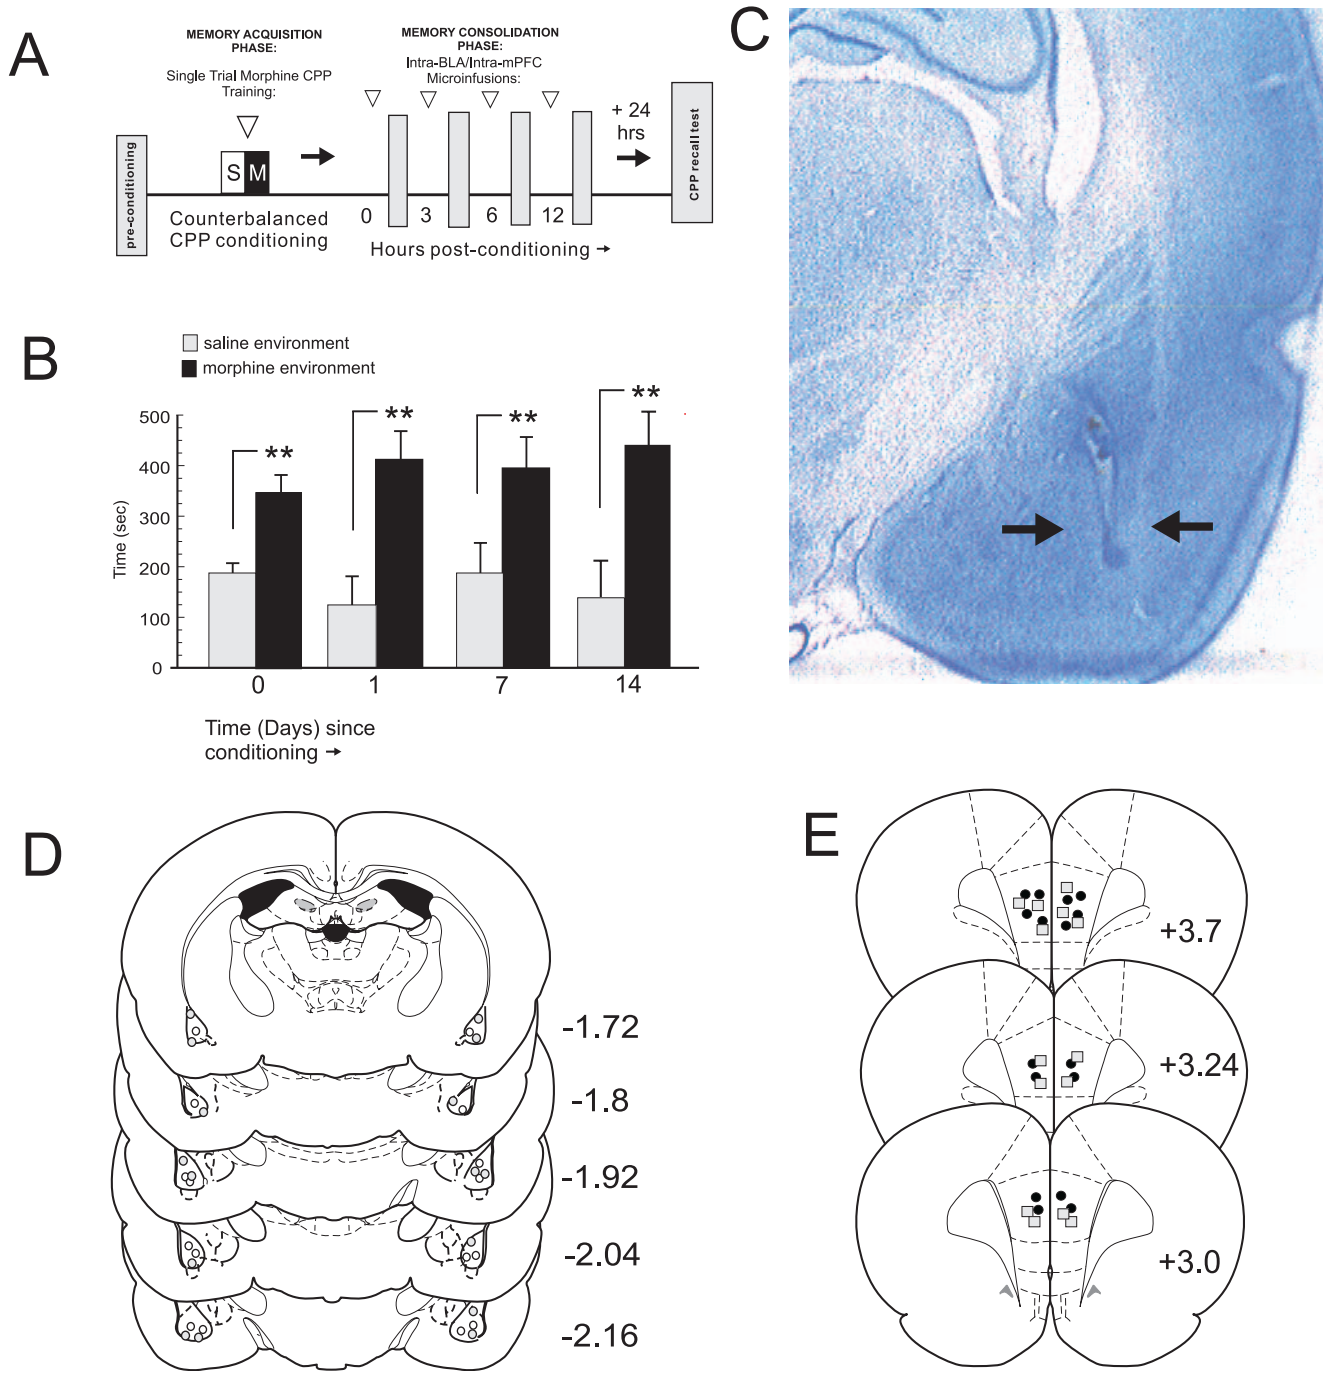 A
MEMORY ACQUISITION
PHASE:
Single Trial Morphine CPP
Training:
MEMORY CONSOLIDATION
PHASE:
Intra-BLA/Intra-mPFC
Microinfusions:
+ 24
hrs
pre-conditioning
S M
CPP recall test
0 3 6 12
Counterbalanced
CPP conditioning
Hours post-conditioning →
B
saline environment
morphine environment
Time (sec)
500
400
300
200
100
0
** ** ** **
0 1 7 14
Time (Days) since
conditioning →
C
D
-1.72
-1.8
-1.92
-2.04
-2.16
E
+3.7
+3.24
+3.0